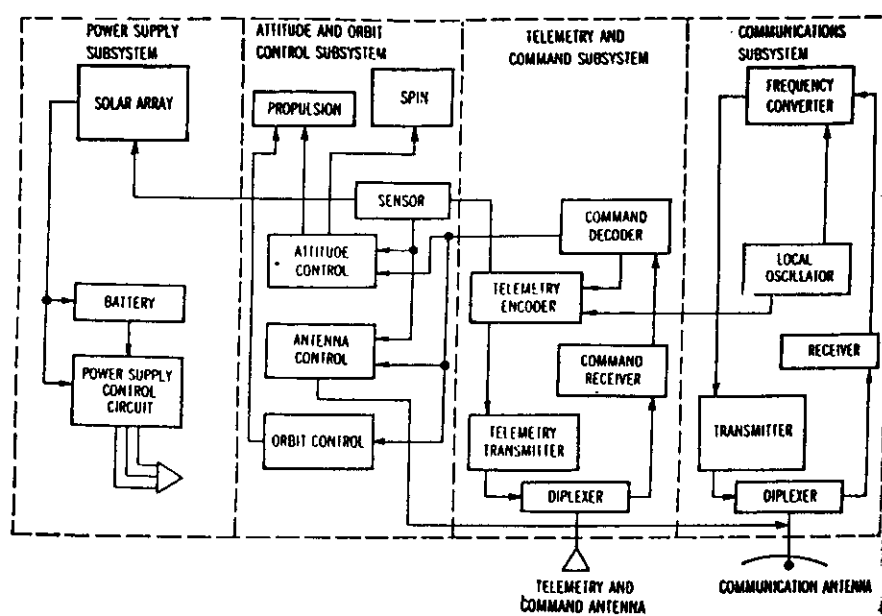 POWER SUPPLY
SUBSYSTEM
SOLAR ARRAY
BATTERY
POWER SUPPLY
CONTROL
CIRCUIT
ATTITUDE AND ORBIT
CONTROL SUBSYSTEM
PROPULSION
SPIN
SENSOR
ATTITUDE
CONTROL
ANTENNA
CONTROL
ORBIT CONTROL
TELEMETRY AND
COMMAND SUBSYSTEM
COMMAND
DECODER
TELEMETRY
ENCODER
COMMAND
RECEIVER
TELEMETRY
TRANSMITTER
DIPLEXER
TELEMETRY AND
COMMAND ANTENNA
COMMUNICATIONS
SUBSYSTEM
FREQUENCY
CONVERTER
LOCAL
OSCILLATOR
RECEIVER
TRANSMITTER
DIPLEXER
COMMUNICATION ANTENNA